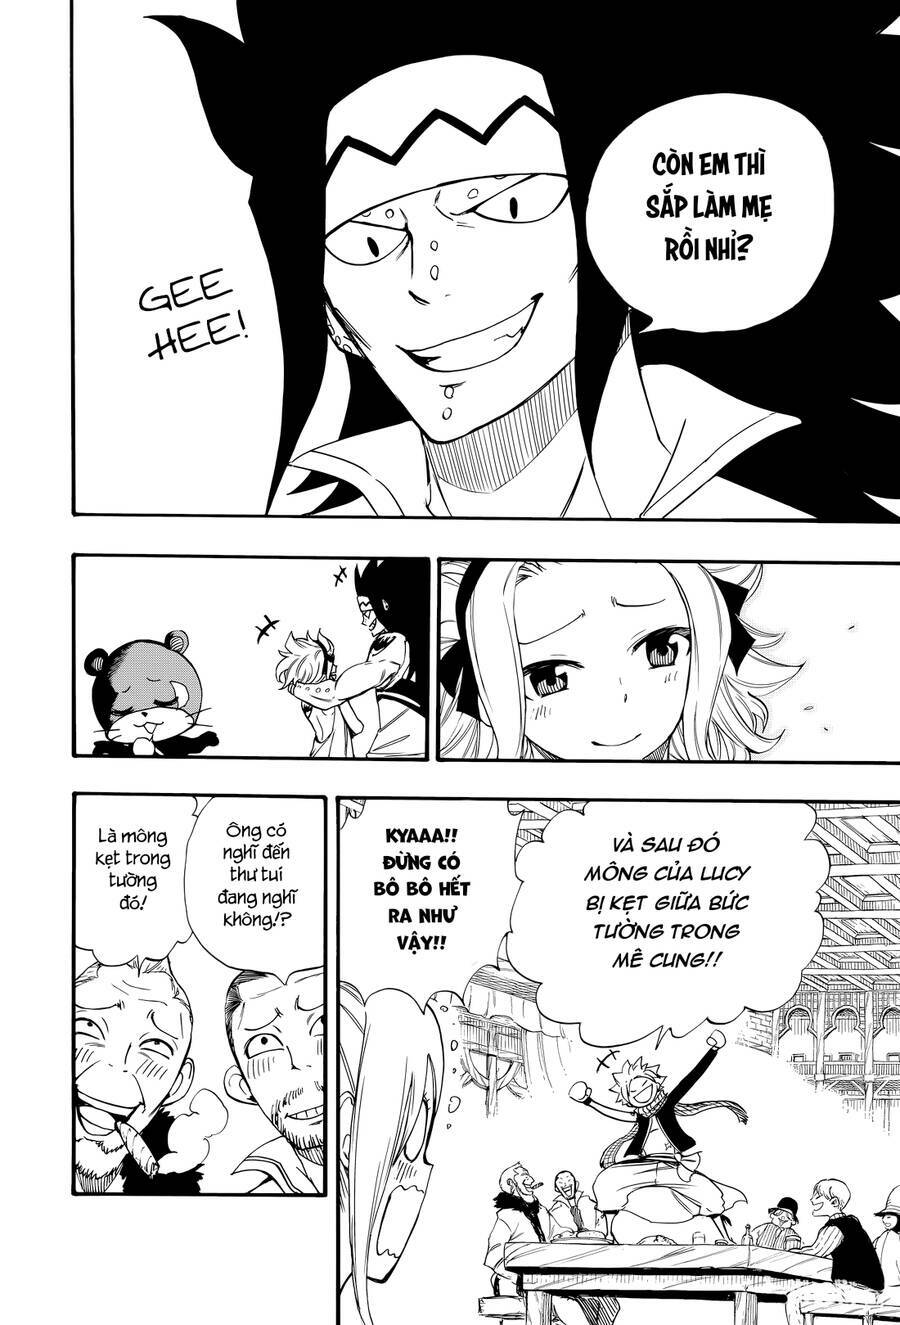 CÒN EM THÌ
SẮP LÀM MẸ
RỒI NHỈ?
GEE
HEE!
VÀ SAU ĐÓ
MÔNG CỦA LUCY
BỊ KẸT GIỮA BỨC
TƯỜNG TRONG
MÊ CUNG!!
KYAAA!!
ĐỪNG CÓ
BÔ BÔ HẾT
RA NHƯ
VẬY!!
Ông có
nghĩ đến
thư tui
đang nghĩ
không!?
Là mông
kẹt trong
tường
đó!